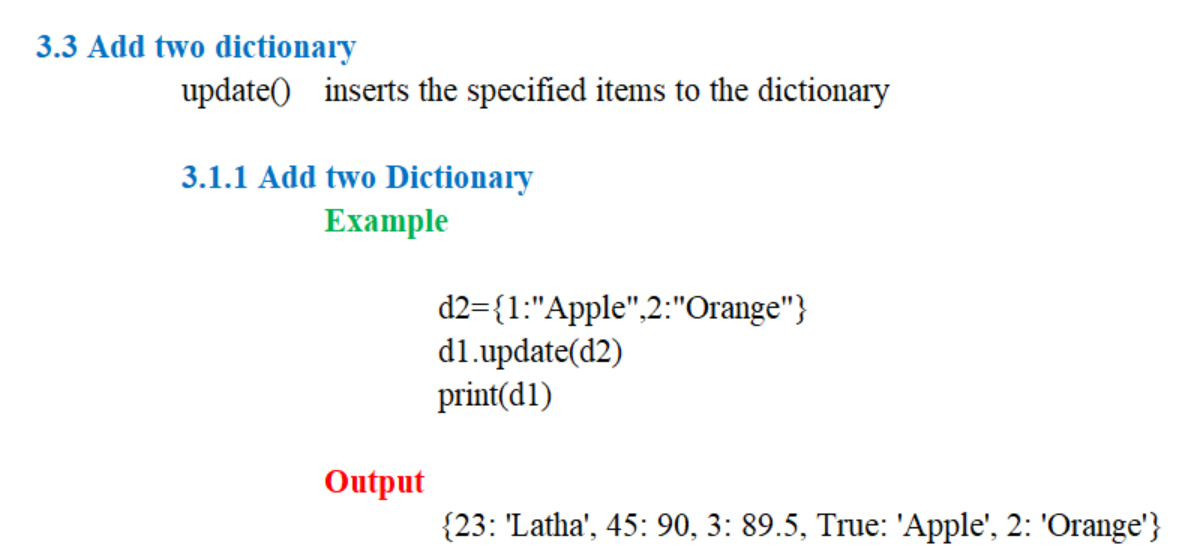 3.3 Add two dictionary
update() inserts the specified items to the dictionary
3.1.1 Add two Dictionary
Example
d2={1:"Apple",2:"Orange"}
d1.update(d2)
print(d1)
Output
{23: 'Latha', 45: 90, 3: 89.5, True: 'Apple', 2: 'Orange'}